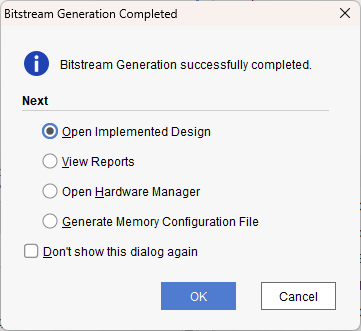 Bitstream Generation Completed
Bitstream Generation successfully completed.
Next
Open Implemented Design
View Reports
Open Hardware Manager
Generate Memory Configuration File
Don't show this dialog again
OK
Cancel